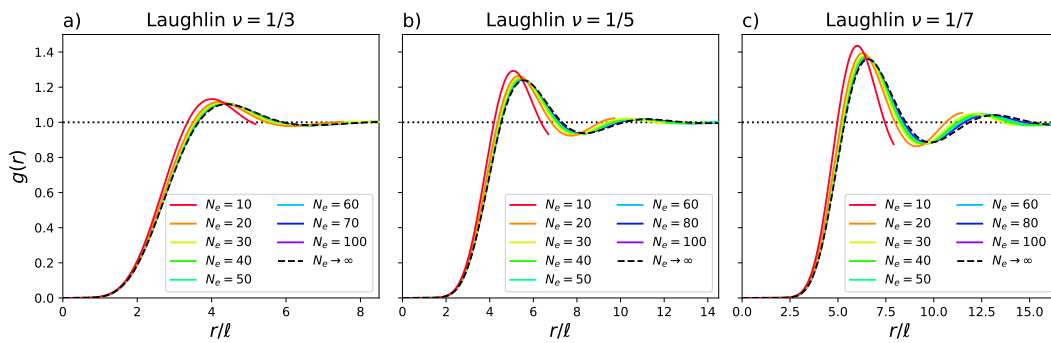 a) Laughlin ν = 1/3
g(r)
1.4
1.2
1.0
0.8
0.6
0.4
0.2
0.0
0 2 4 6 8
r/ℓ
N_e = 10
N_e = 20
N_e = 30
N_e = 40
N_e = 50
N_e = 60
N_e = 70
N_e = 100
N_e → ∞
b) Laughlin ν = 1/5
0 2 4 6 8 10 12 14
r/ℓ
N_e = 10
N_e = 20
N_e = 30
N_e = 40
N_e = 50
N_e = 60
N_e = 80
N_e = 100
N_e → ∞
c) Laughlin ν = 1/7
0.0 2.5 5.0 7.5 10.0 12.5 15.0
r/ℓ
N_e = 10
N_e = 20
N_e = 30
N_e = 40
N_e = 50
N_e = 60
N_e = 80
N_e = 100
N_e → ∞